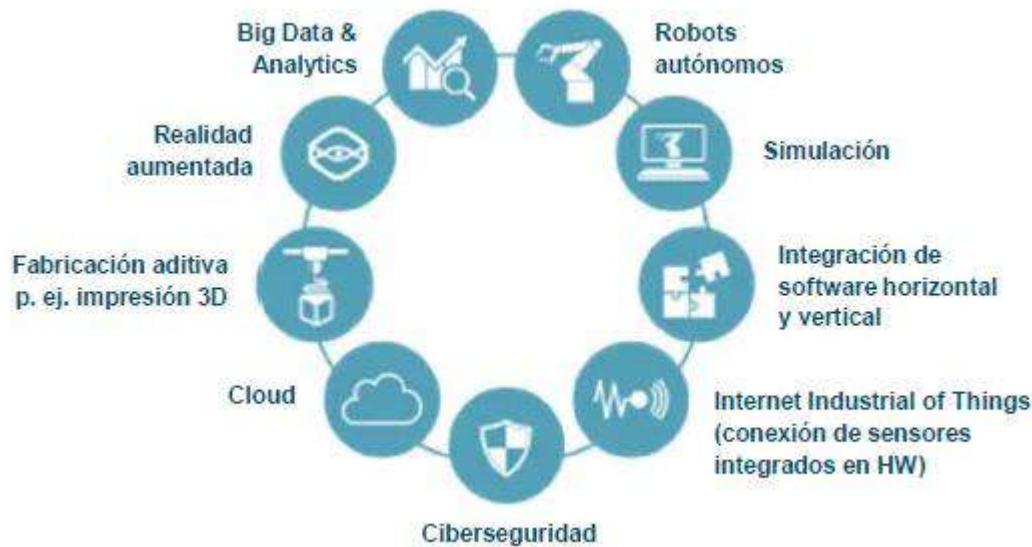 Big Data &
Analytics
Robots
autónomos
Simulación
Integración de
software horizontal
y vertical
Internet Industrial of Things
(conexión de sensores
integrados en HW)
Ciberseguridad
Cloud
Fabricación aditiva
p. ej. impresión 3D
Realidad
aumentada